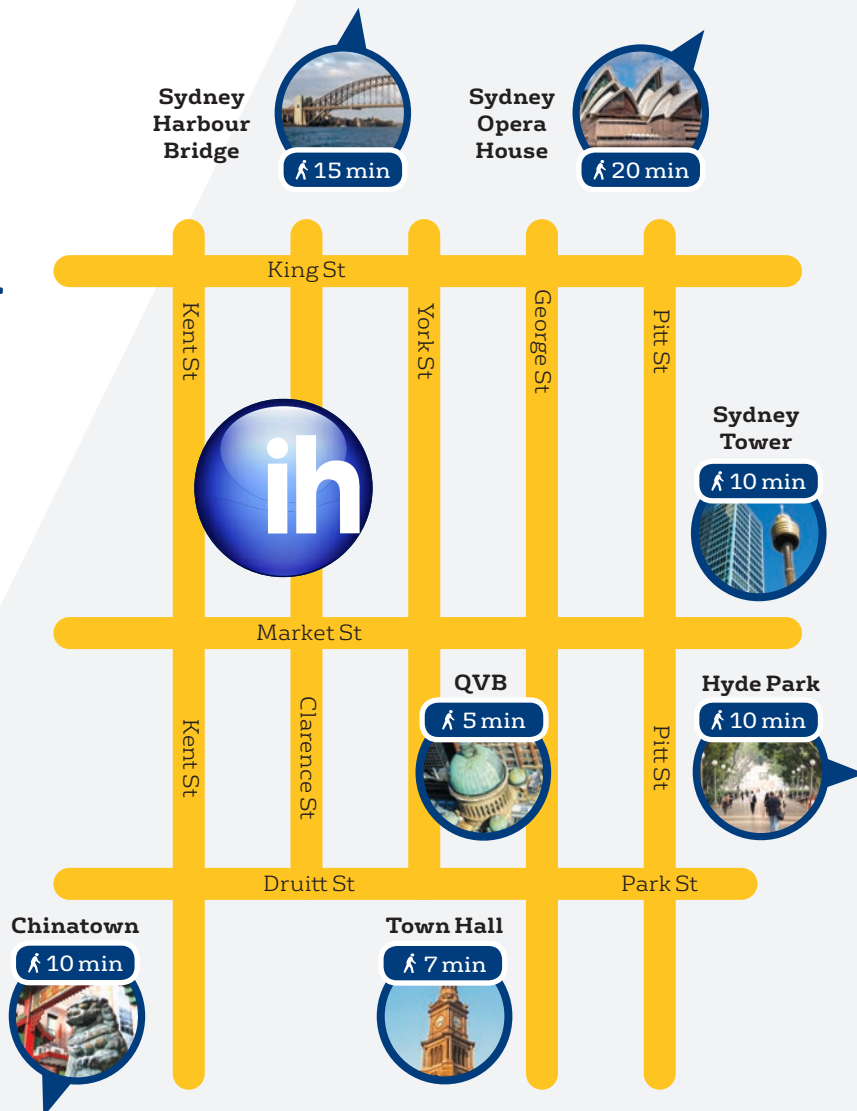 Sydney
Harbour
Bridge
15 min
Sydney
Opera
House
20 min
King St
Kent St
York St
George St
Pitt St
ih
Sydney
Tower
10 min
Market St
Kent St
Clarence St
QVB
5 min
Pitt St
Hyde Park
10 min
Druitt St
Park St
Chinatown
10 min
Town Hall
7 min